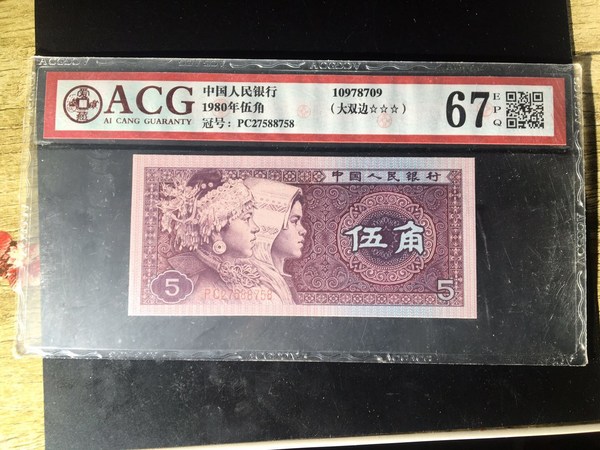 ACG
AI CANG GUARANTY
中国人民银行
1980年伍角
冠号：PC27588758
10978709
（大双边☆☆☆）
67
EPQ
中国人民银行
伍角
5
PC27588758
5